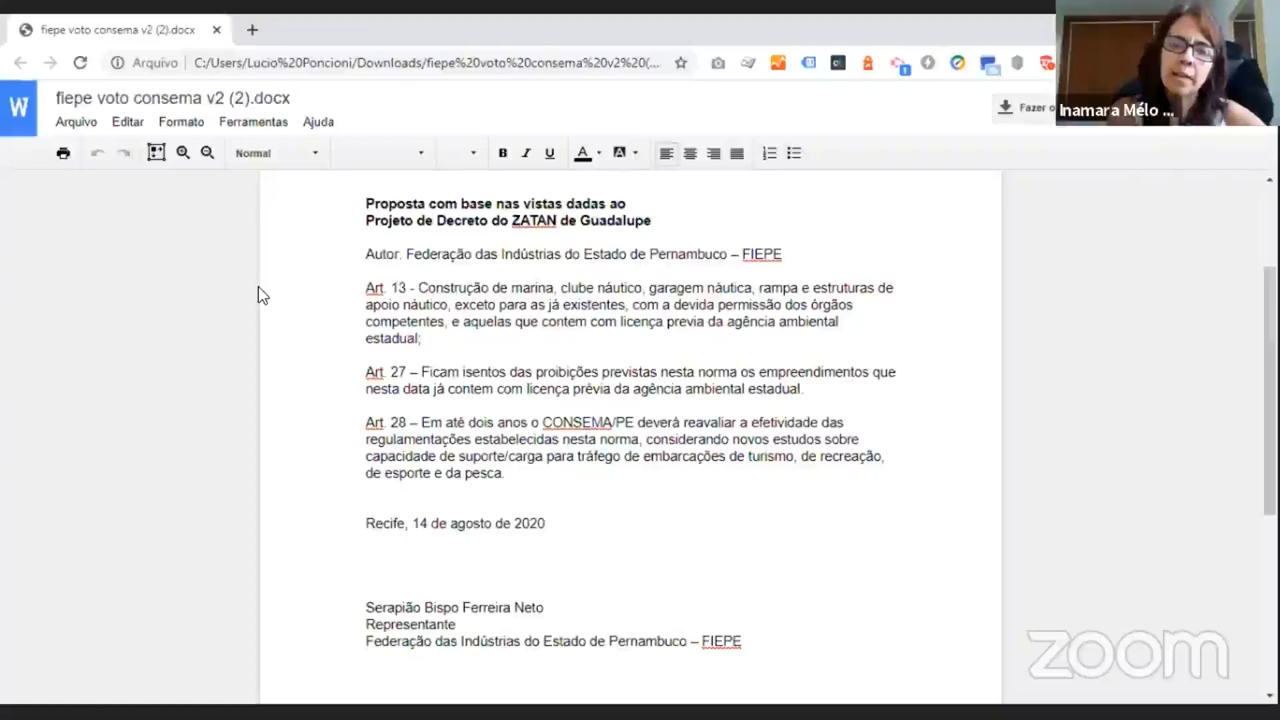 fiepe voto consema v2 (2).docx
Arquivo
C:/Users/Lucio%20Poncioni/Downloads/fiepe%20voto%20consema%20v2%20(...
W
fiepe voto consema v2 (2).docx
Fazer
Inamara Mélo ...
Arquivo Editar Formato Ferramentas Ajuda
Normal
B I U A A
Proposta com base nas vistas dadas ao
Projeto de Decreto do ZATAN de Guadalupe
Autor. Federação das Indústrias do Estado de Pernambuco – FIEPE
Art. 13 - Construção de marina, clube náutico, garagem náutica, rampa e estruturas de
apoio náutico, exceto para as já existentes, com a devida permissão dos órgãos
competentes, e aquelas que contem com licença previa da agência ambiental
estadual;
Art. 27 – Ficam isentos das proibições previstas nesta norma os empreendimentos que
nesta data já contem com licença prévia da agência ambiental estadual.
Art. 28 – Em até dois anos o CONSEMA/PE deverá reavaliar a efetividade das
regulamentações estabelecidas nesta norma, considerando novos estudos sobre
capacidade de suporte/carga para tráfego de embarcações de turismo, de recreação,
de esporte e da pesca.
Recife, 14 de agosto de 2020
Serapião Bispo Ferreira Neto
Representante
Federação das Indústrias do Estado de Pernambuco – FIEPE
zoom